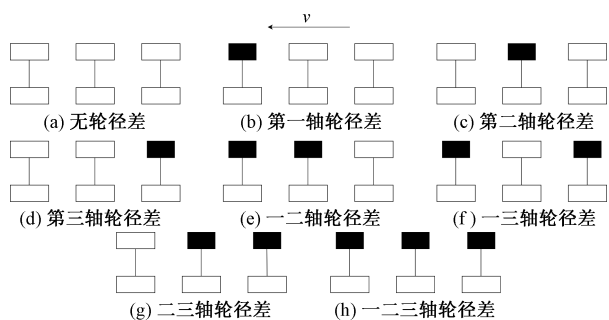 v
(a) 无轮径差
(b) 第一轴轮径差
(c) 第二轴轮径差
(d) 第三轴轮径差
(e) 一二轴轮径差
(f ) 一三轴轮径差
(g) 二三轴轮径差
(h) 一二三轴轮径差